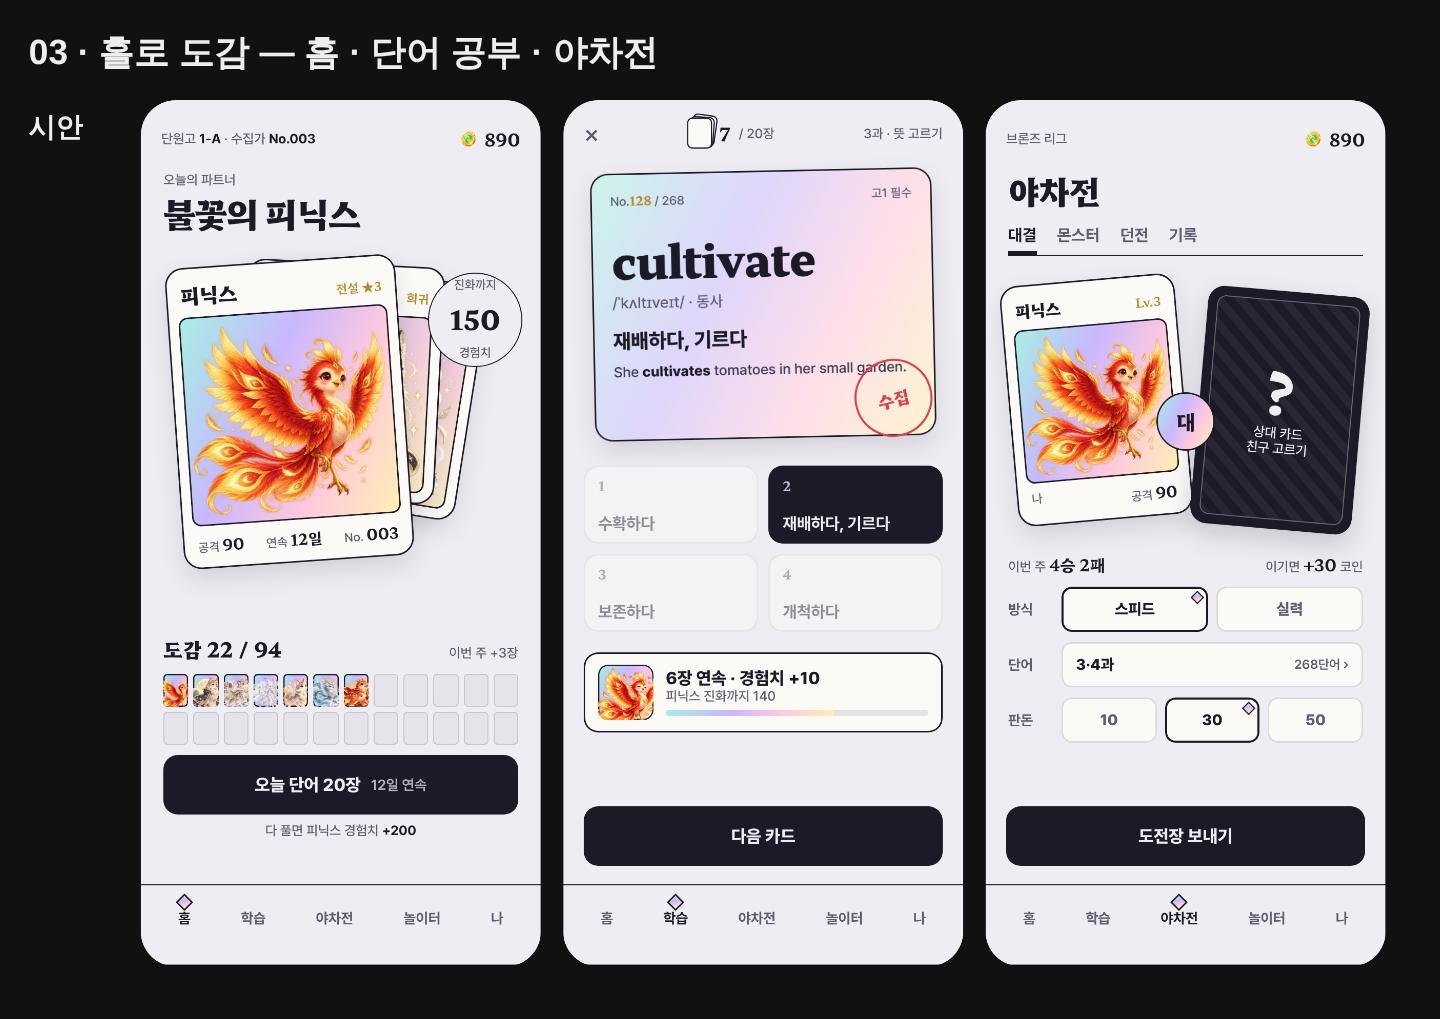 03 · 홀로 도감 — 홈 · 단어 공부 · 야차전
시안
단원고 1-A · 수집가 No.003
890
오늘의 파트너
불꽃의 피닉스
피닉스
전설 ★3
희귀
진화까지
150
경험치
공격 90
연속 12일
No. 003
도감 22 / 94
이번 주 +3장
오늘 단어 20장 12일 연속
다 풀면 피닉스 경험치 +200
홈
학습
야차전
놀이터
나
×
7 / 20장
3과 · 뜻 고르기
No.128 / 268
고1 필수
cultivate
/ˈkʌltɪveɪt/ · 동사
재배하다, 기르다
She cultivates tomatoes in her small garden.
수집
1
수확하다
2
재배하다, 기르다
3
보존하다
4
개척하다
6장 연속 · 경험치 +10
피닉스 진화까지 140
다음 카드
홈
학습
야차전
놀이터
나
브론즈 리그
890
야차전
대결
몬스터
던전
기록
피닉스
Lv.3
나
공격 90
대
?
상대 카드
친구 고르기
이번 주 4승 2패
이기면 +30 코인
방식
스피드
실력
단어
3·4과
268단어 ›
판돈
10
30
50
도전장 보내기
홈
학습
야차전
놀이터
나